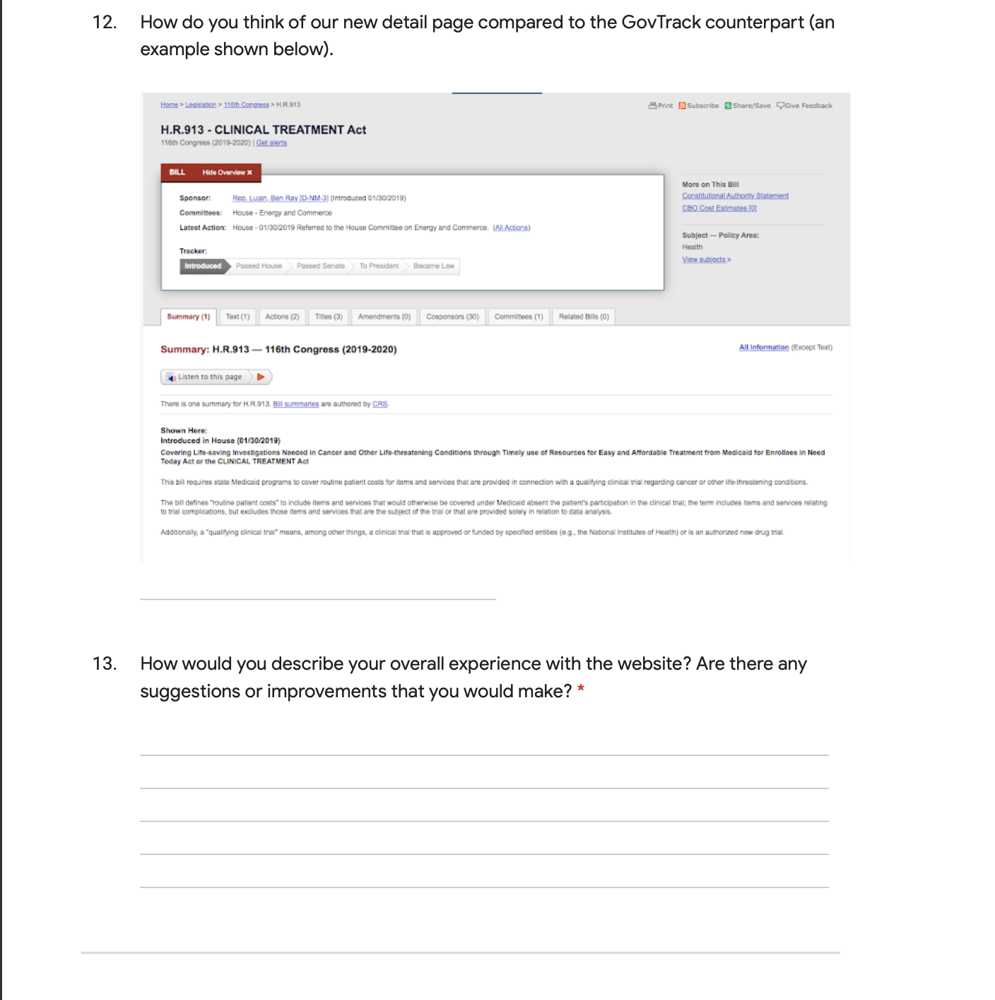 12. How do you think of our new detail page compared to the GovTrack counterpart (an
example shown below).
Home > Legislation > 116th Congress > H.R.913
Print Subscribe Share/Save Give Feedback
H.R.913 - CLINICAL TREATMENT Act
116th Congress (2019-2020) | Get alerts
BILL Hide Overview ✖
Sponsor: Rep. Lujan, Ben Ray [D-NM-3] (Introduced 01/30/2019)
Committees: House - Energy and Commerce
Latest Action: House - 01/30/2019 Referred to the House Committee on Energy and Commerce. (All Actions)
Tracker:
Introduced Passed House Passed Senate To President Became Law
More on This Bill
Constitutional Authority Statement
CBO Cost Estimates [0]
Subject — Policy Area:
Health
View subjects »
Summary (1) Text (1) Actions (2) Titles (3) Amendments (0) Cosponsors (30) Committees (1) Related Bills (0)
Summary: H.R.913 — 116th Congress (2019-2020)
All Information (Except Text)
Listen to this page
There is one summary for H.R.913. Bill summaries are authored by CRS.
Shown Here:
Introduced in House (01/30/2019)
Covering Life-saving Investigations Needed in Cancer and Other Life-threatening Conditions through Timely use of Resources for Easy and Affordable Treatment from Medicaid for Enrollees in Need
Today Act or the CLINICAL TREATMENT Act
This bill requires state Medicaid programs to cover routine patient costs for items and services that are provided in connection with a qualifying clinical trial regarding cancer or other life-threatening conditions.
The bill defines "routine patient costs" to include items and services that would otherwise be covered under Medicaid absent the patient's participation in the clinical trial; the term includes items and services relating
to trial complications, but excludes those items and services that are the subject of the trial or that are provided solely in relation to data analysis.
Additionally, a "qualifying clinical trial" means, among other things, a clinical trial that is approved or funded by specified entities (e.g., the National Institutes of Health) or is an authorized new drug trial.
13. How would you describe your overall experience with the website? Are there any
suggestions or improvements that you would make? *